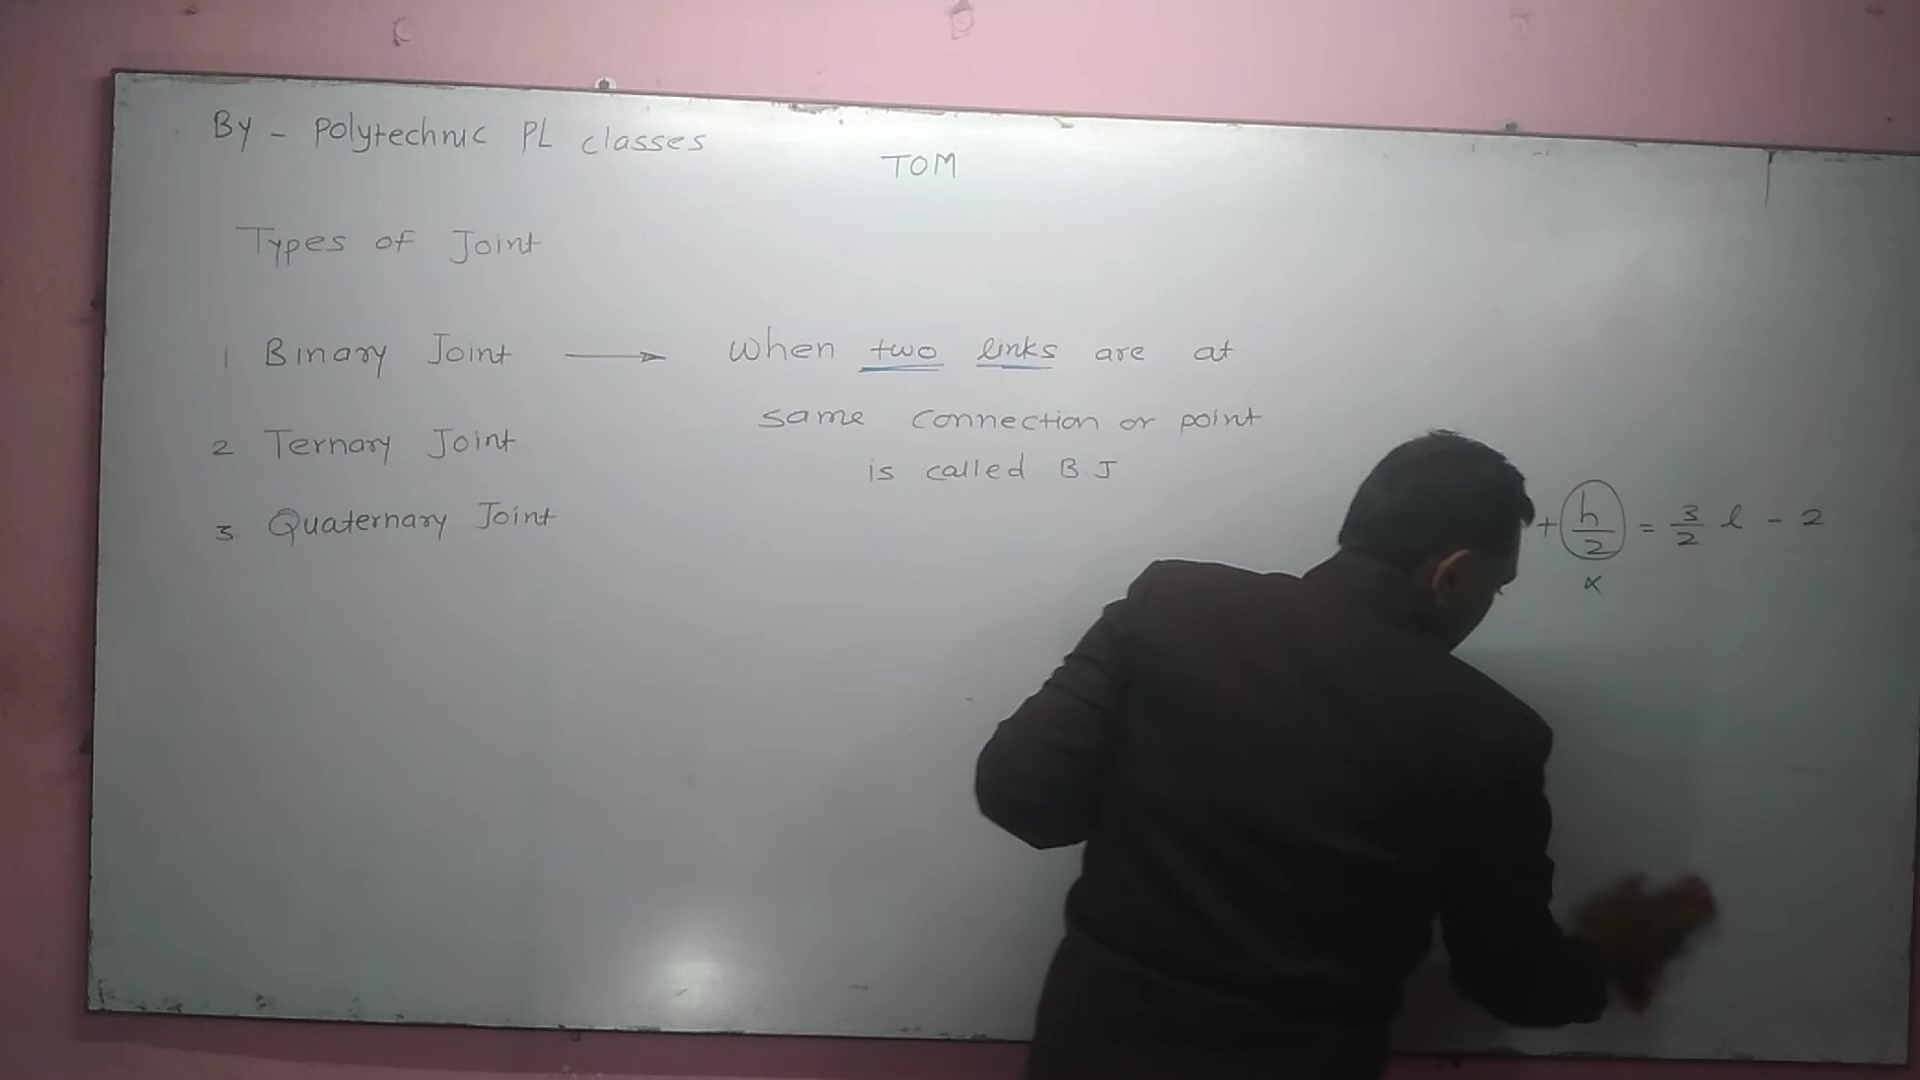 By - Polytechnic PL classes
TOM
Types of Joint
1 Binary Joint → when two links are at
same connection or point
is called B J
2 Ternary Joint
3 Quaternary Joint
+ h/2 = 3/2 l - 2
x